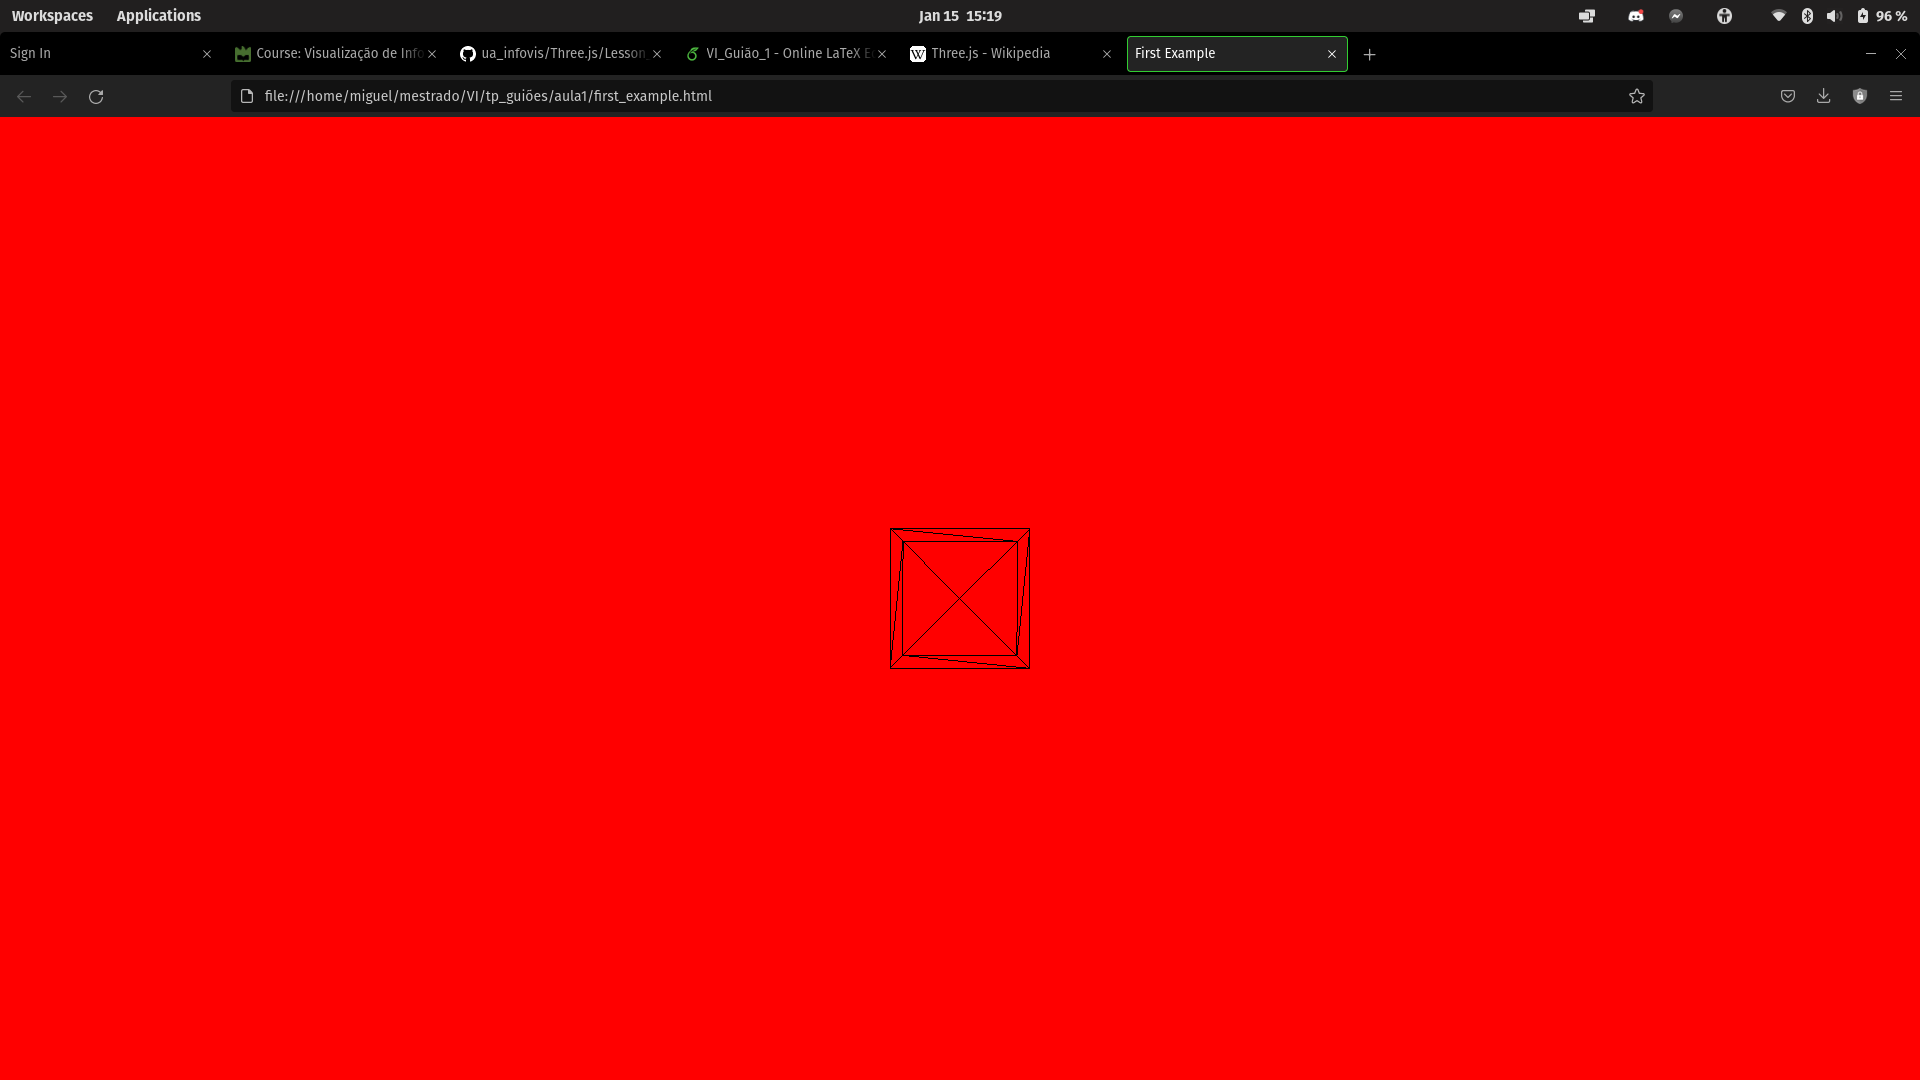 Workspaces Applications Jan 15 15:19 96 %
Sign In Course: Visualização de Info ua_infovis/Three.js/Lesson_ VI_Guião_1 - Online LaTeX E Three.js - Wikipedia First Example
file:///home/miguel/mestrado/VI/tp_guiões/aula1/first_example.html